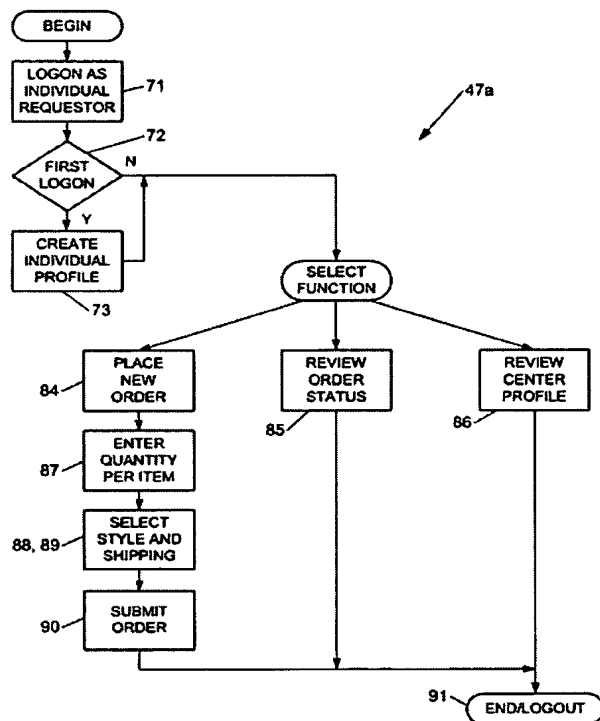 BEGIN
LOGON AS
INDIVIDUAL
REQUESTOR
71
47a
72
FIRST
LOGON
N
Y
CREATE
INDIVIDUAL
PROFILE
73
SELECT
FUNCTION
PLACE
NEW
ORDER
84
REVIEW
ORDER
STATUS
85
REVIEW
CENTER
PROFILE
86
ENTER
QUANTITY
PER ITEM
87
SELECT
STYLE AND
SHIPPING
88, 89
SUBMIT
ORDER
90
91
END/LOGOUT